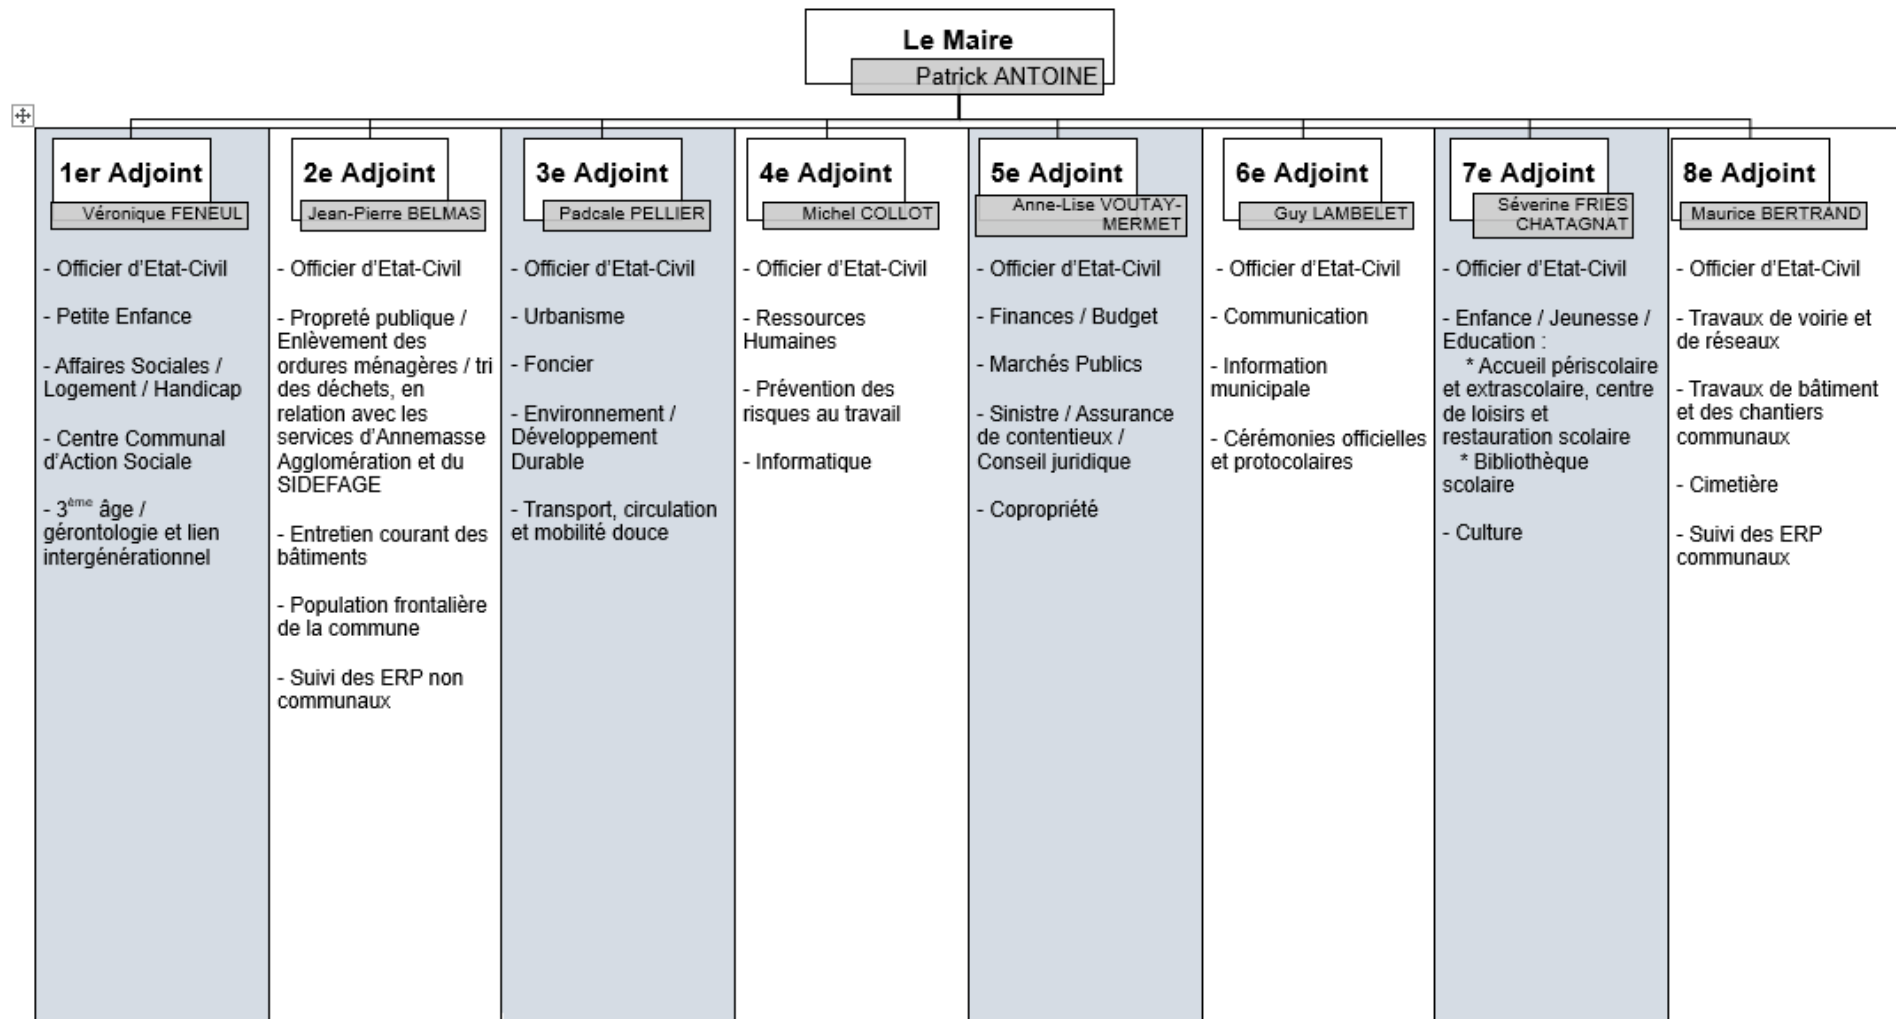 Le Maire
Patrick ANTOINE
1er Adjoint
Véronique FENEUL
- Officier d'Etat-Civil
- Petite Enfance
- Affaires Sociales /
Logement / Handicap
- Centre Communal
d'Action Sociale
- 3ème âge /
gérontologie et lien
intergénérationnel
2e Adjoint
Jean-Pierre BELMAS
- Officier d'Etat-Civil
- Propreté publique /
Enlèvement des
ordures ménagères / tri
des déchets, en
relation avec les
services d'Annemasse
Agglomération et du
SIDEFAGE
- Entretien courant des
bâtiments
- Population frontalière
de la commune
- Suivi des ERP non
communaux
3e Adjoint
Padcale PELLIER
- Officier d'Etat-Civil
- Urbanisme
- Foncier
- Environnement /
Développement
Durable
- Transport, circulation
et mobilité douce
4e Adjoint
Michel COLLOT
- Officier d'Etat-Civil
- Ressources
Humaines
- Prévention des
risques au travail
- Informatique
5e Adjoint
Anne-Lise VOUTAY-
MERMET
- Officier d'Etat-Civil
- Finances / Budget
- Marchés Publics
- Sinistre / Assurance
de contentieux /
Conseil juridique
- Copropriété
6e Adjoint
Guy LAMBELET
- Officier d'Etat-Civil
- Communication
- Information
municipale
- Cérémonies officielles
et protocolaires
7e Adjoint
Séverine FRIES
CHATAGNAT
- Officier d'Etat-Civil
- Enfance / Jeunesse /
Education :
* Accueil périscolaire
et extrascolaire, centre
de loisirs et
restauration scolaire
* Bibliothèque
scolaire
- Culture
8e Adjoint
Maurice BERTRAND
- Officier d'Etat-Civil
- Travaux de voirie et
de réseaux
- Travaux de bâtiment
et des chantiers
communaux
- Cimetière
- Suivi des ERP
communaux